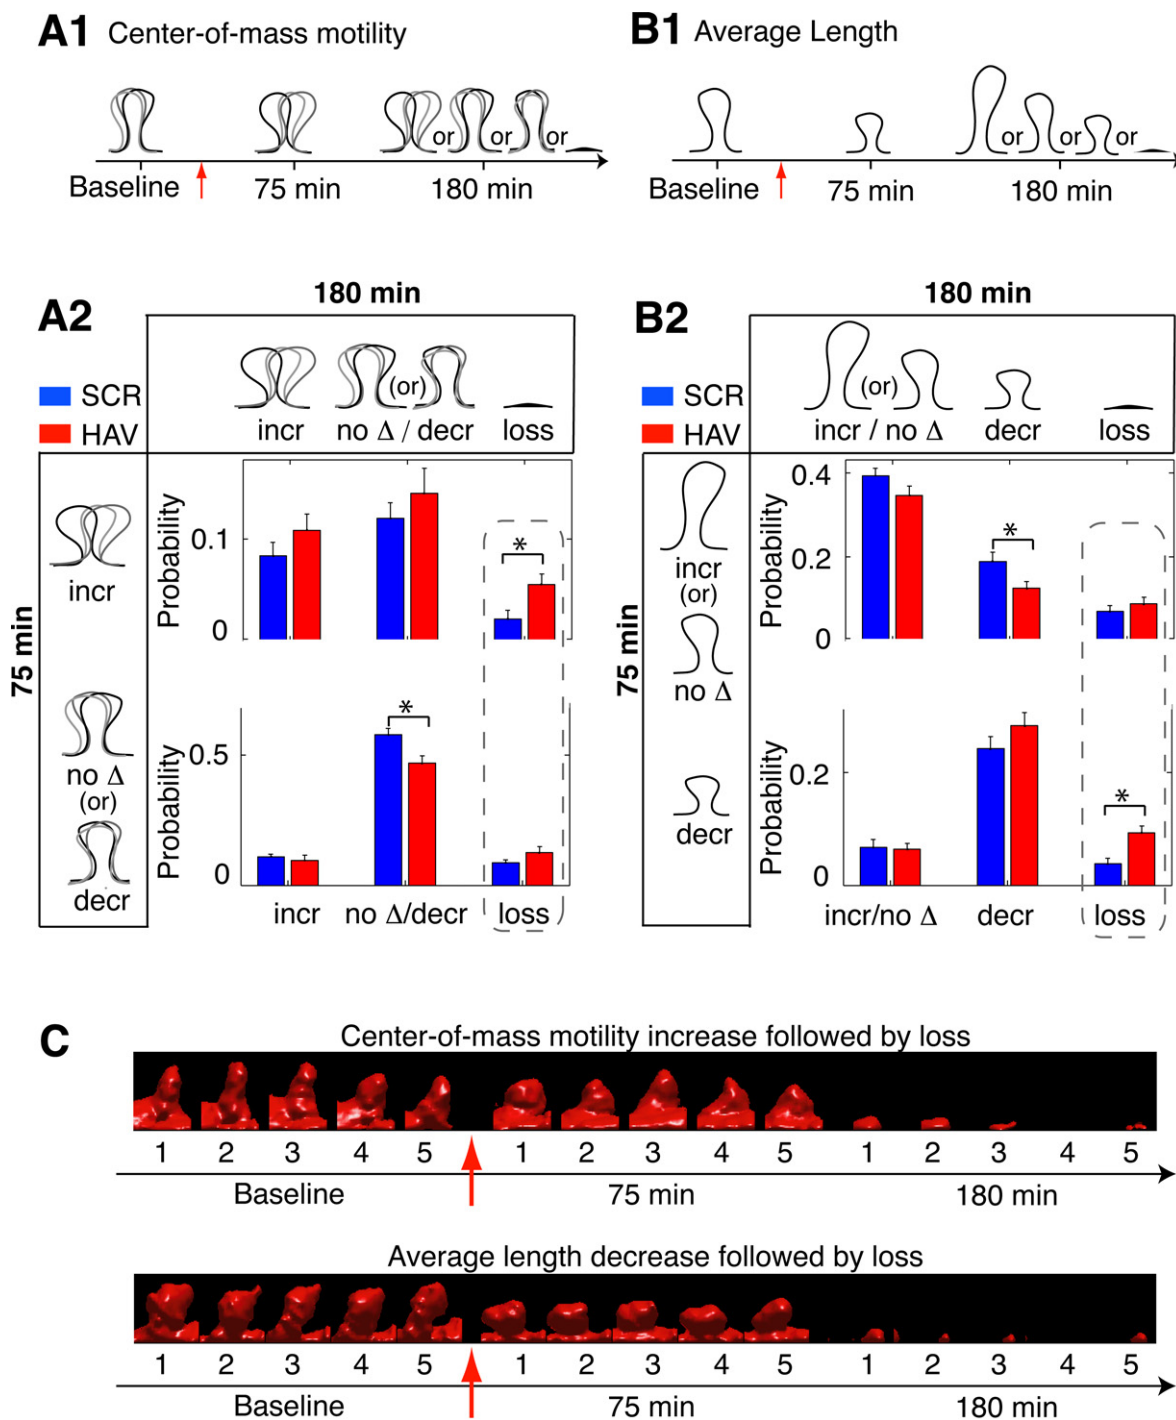 A1 Center-of-mass motility
or or or
Baseline 75 min 180 min
B1 Average Length
or or or
Baseline 75 min 180 min
A2
180 min
SCR
HAV
(or)
incr no Δ / decr loss
75 min
incr
no Δ
(or)
decr
Probability
0.1
0
*
Probability
0.5
0
*
incr no Δ/decr loss
B2
180 min
SCR
HAV
(or)
incr / no Δ decr loss
75 min
incr
(or)
no Δ
decr
Probability
0.4
0.2
0
*
Probability
0.2
0
*
incr/no Δ decr loss
C
Center-of-mass motility increase followed by loss
1 2 3 4 5 1 2 3 4 5 1 2 3 4 5
Baseline 75 min 180 min
Average length decrease followed by loss
1 2 3 4 5 1 2 3 4 5 1 2 3 4 5
Baseline 75 min 180 min